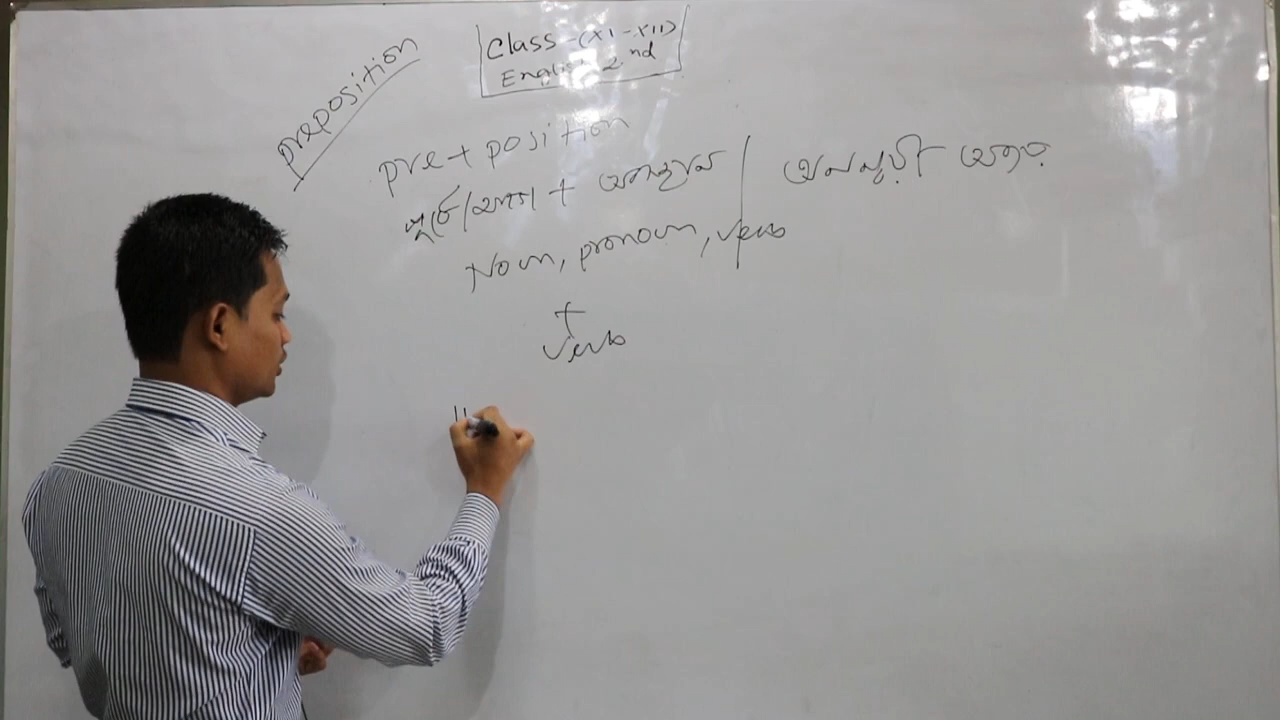 preposition
Class-(XI-XII)
English 2nd
pre + position
পূর্বে/আগে + অবস্থান /
Noun, pronoun, verb
+
verb